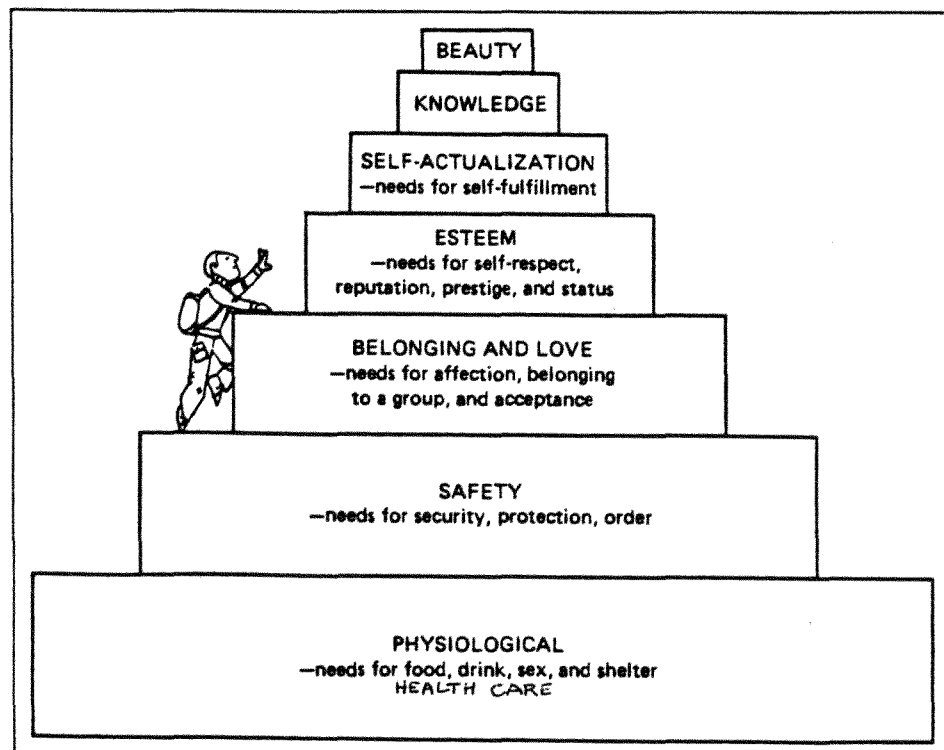 BEAUTY
KNOWLEDGE
SELF-ACTUALIZATION
—needs for self-fulfillment
ESTEEM
—needs for self-respect,
reputation, prestige, and status
BELONGING AND LOVE
—needs for affection, belonging
to a group, and acceptance
SAFETY
—needs for security, protection, order
PHYSIOLOGICAL
—needs for food, drink, sex, and shelter
HEALTH CARE